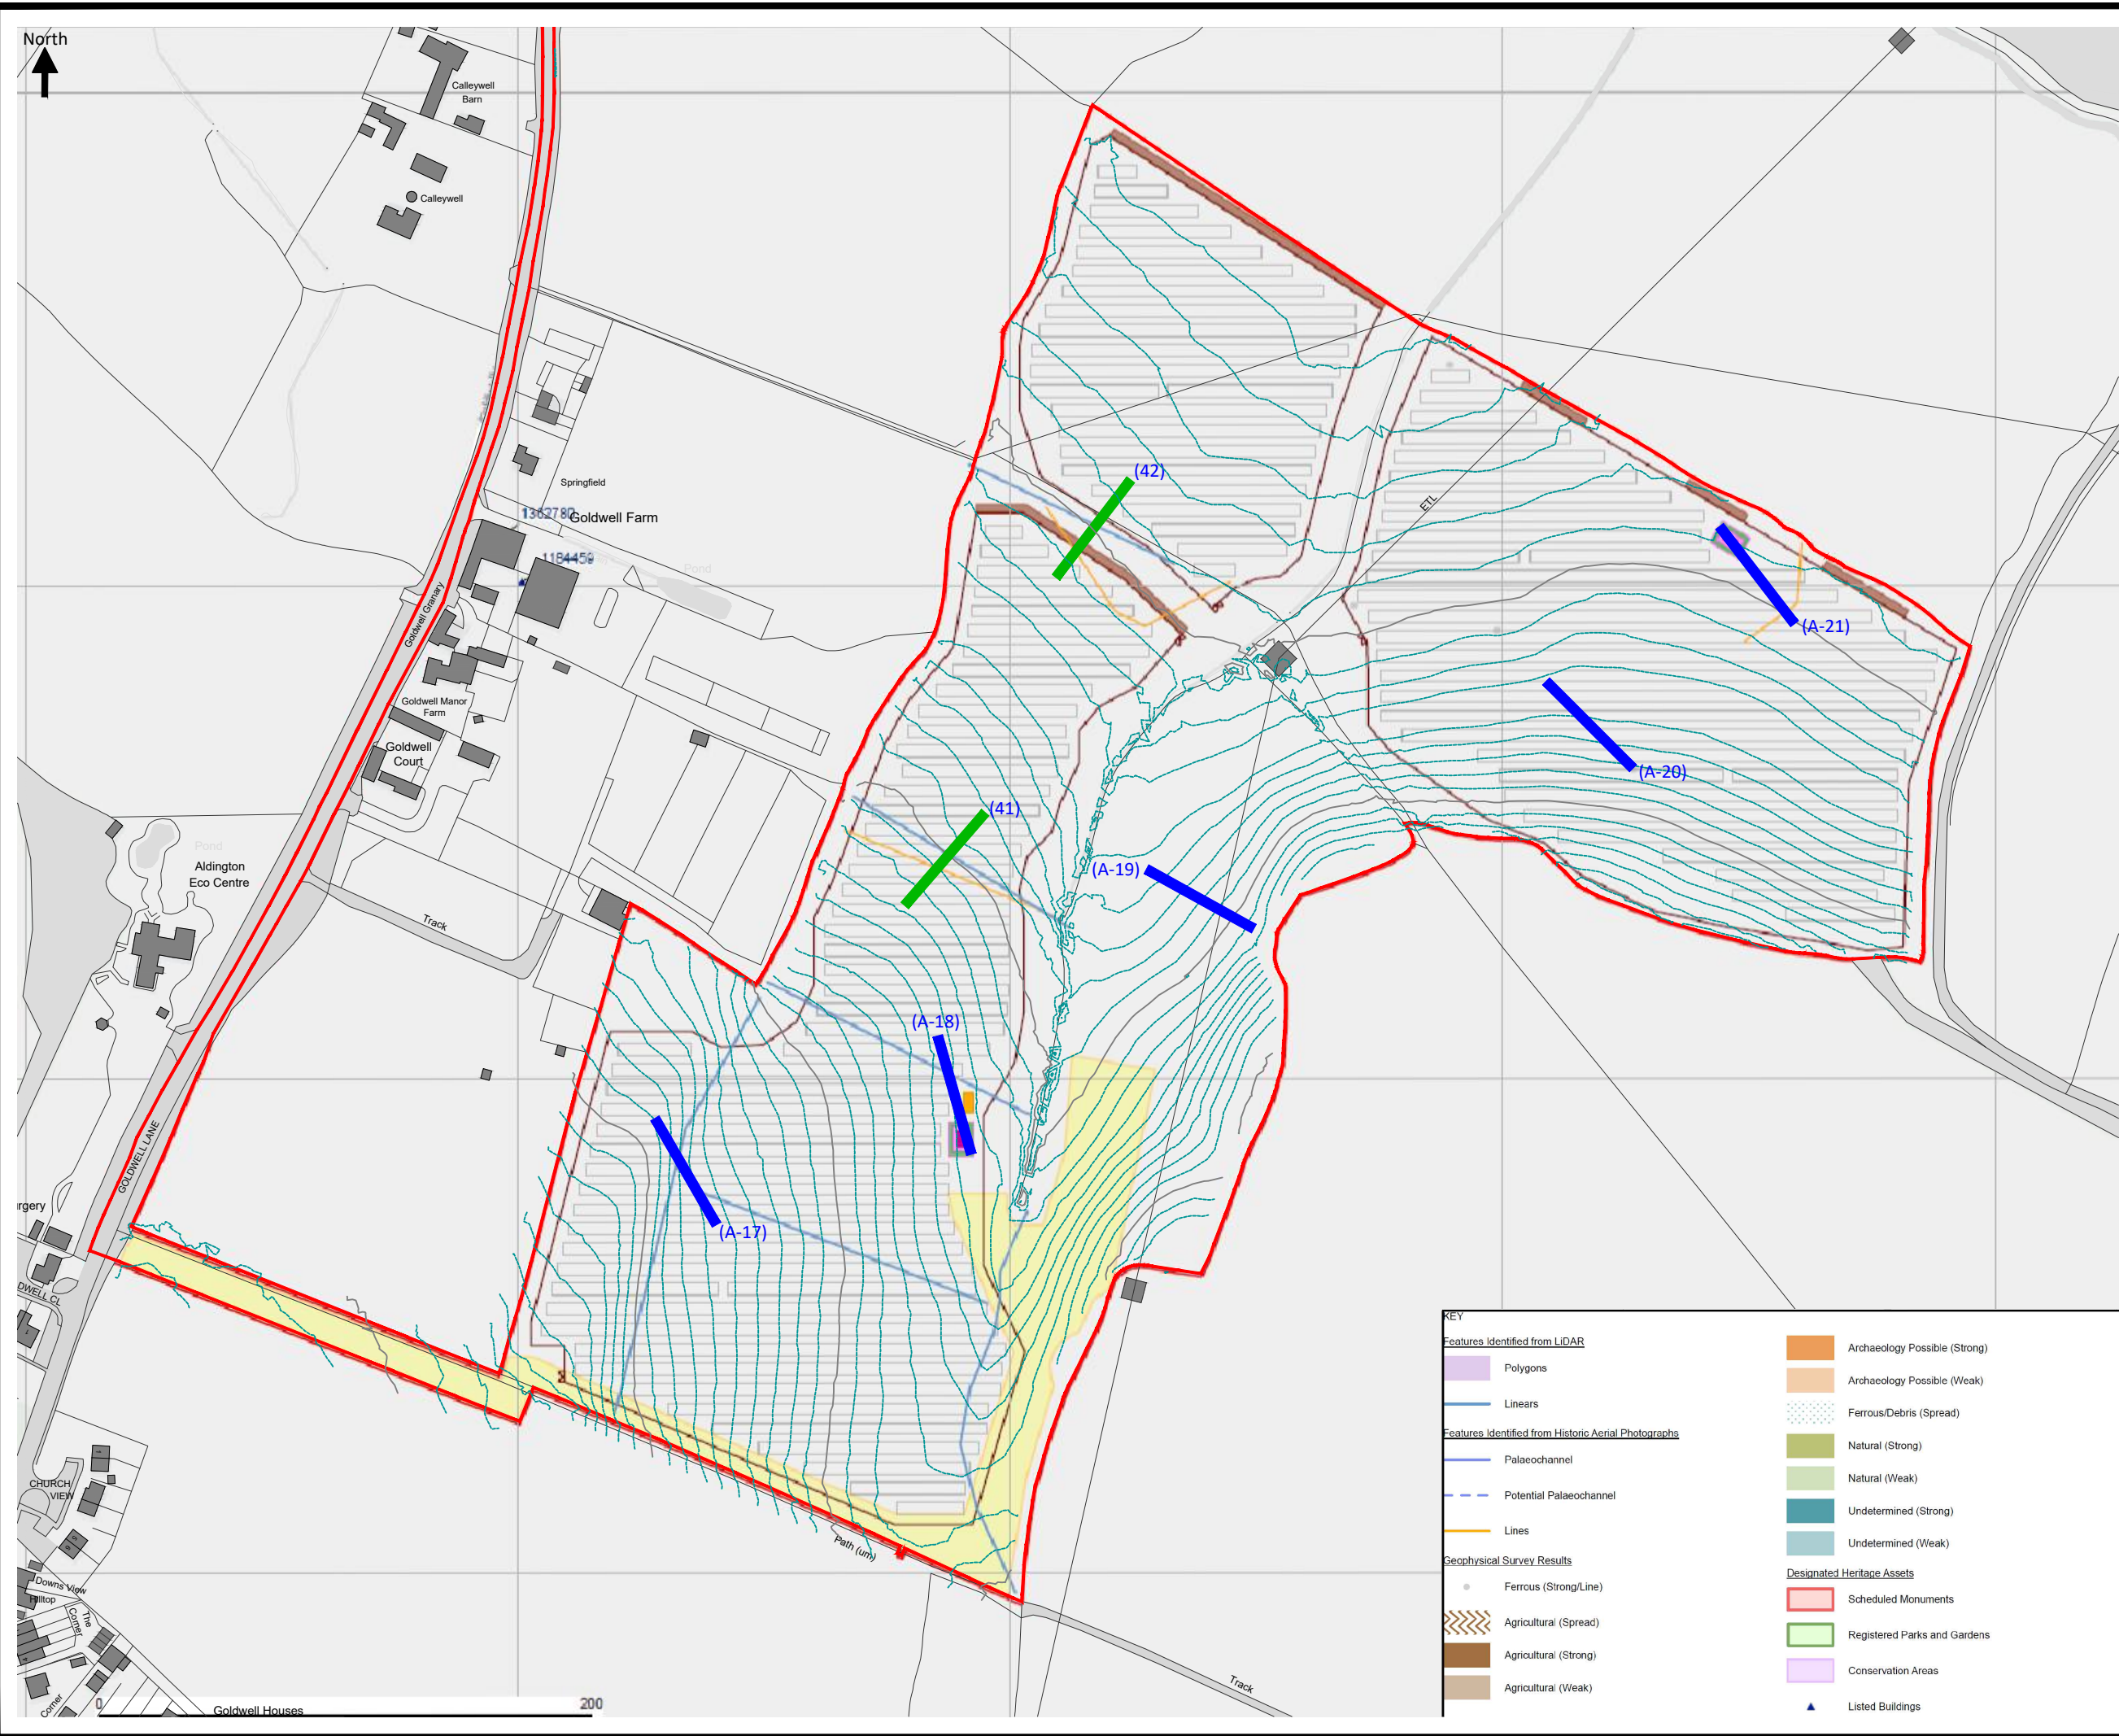 North
Calleywell
Barn
Calleywell
Springfield
1362780
Goldwell Farm
1184459
Pond
Goldwell Granary
Goldwell Manor
Farm
Goldwell
Court
Pond
Aldington
Eco Centre
Track
GOLDWELL LANE
rgery
DWELL CL
CHURCH
VIEW
Downs View
Hilltop
The
Corner
Corner
Goldwell Houses
0
200
Path (um)
Track
ETL
(42)
(41)
(A-21)
(A-20)
(A-19)
(A-18)
(A-17)
KEY
Features Identified from LiDAR
Polygons
Linears
Features Identified from Historic Aerial Photographs
Palaeochannel
Potential Palaeochannel
Lines
Geophysical Survey Results
Ferrous (Strong/Line)
Agricultural (Spread)
Agricultural (Strong)
Agricultural (Weak)
Archaeology Possible (Strong)
Archaeology Possible (Weak)
Ferrous/Debris (Spread)
Natural (Strong)
Natural (Weak)
Undetermined (Strong)
Undetermined (Weak)
Designated Heritage Assets
Scheduled Monuments
Registered Parks and Gardens
Conservation Areas
Listed Buildings